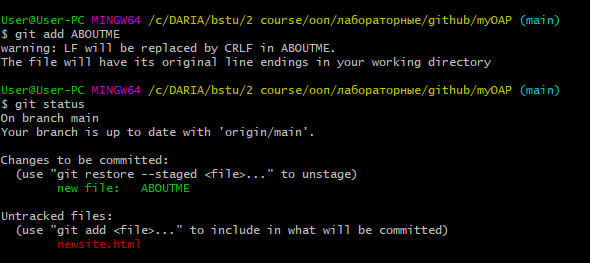 User@User-PC MINGW64 /c/DARIA/bstu/2 course/ооп/лабораторные/github/myOAP (main)
$ git add ABOUTME
warning: LF will be replaced by CRLF in ABOUTME.
The file will have its original line endings in your working directory
User@User-PC MINGW64 /c/DARIA/bstu/2 course/ооп/лабораторные/github/myOAP (main)
$ git status
On branch main
Your branch is up to date with 'origin/main'.
Changes to be committed:
(use "git restore --staged <file>..." to unstage)
new file:   ABOUTME
Untracked files:
(use "git add <file>..." to include in what will be committed)
newsite.html